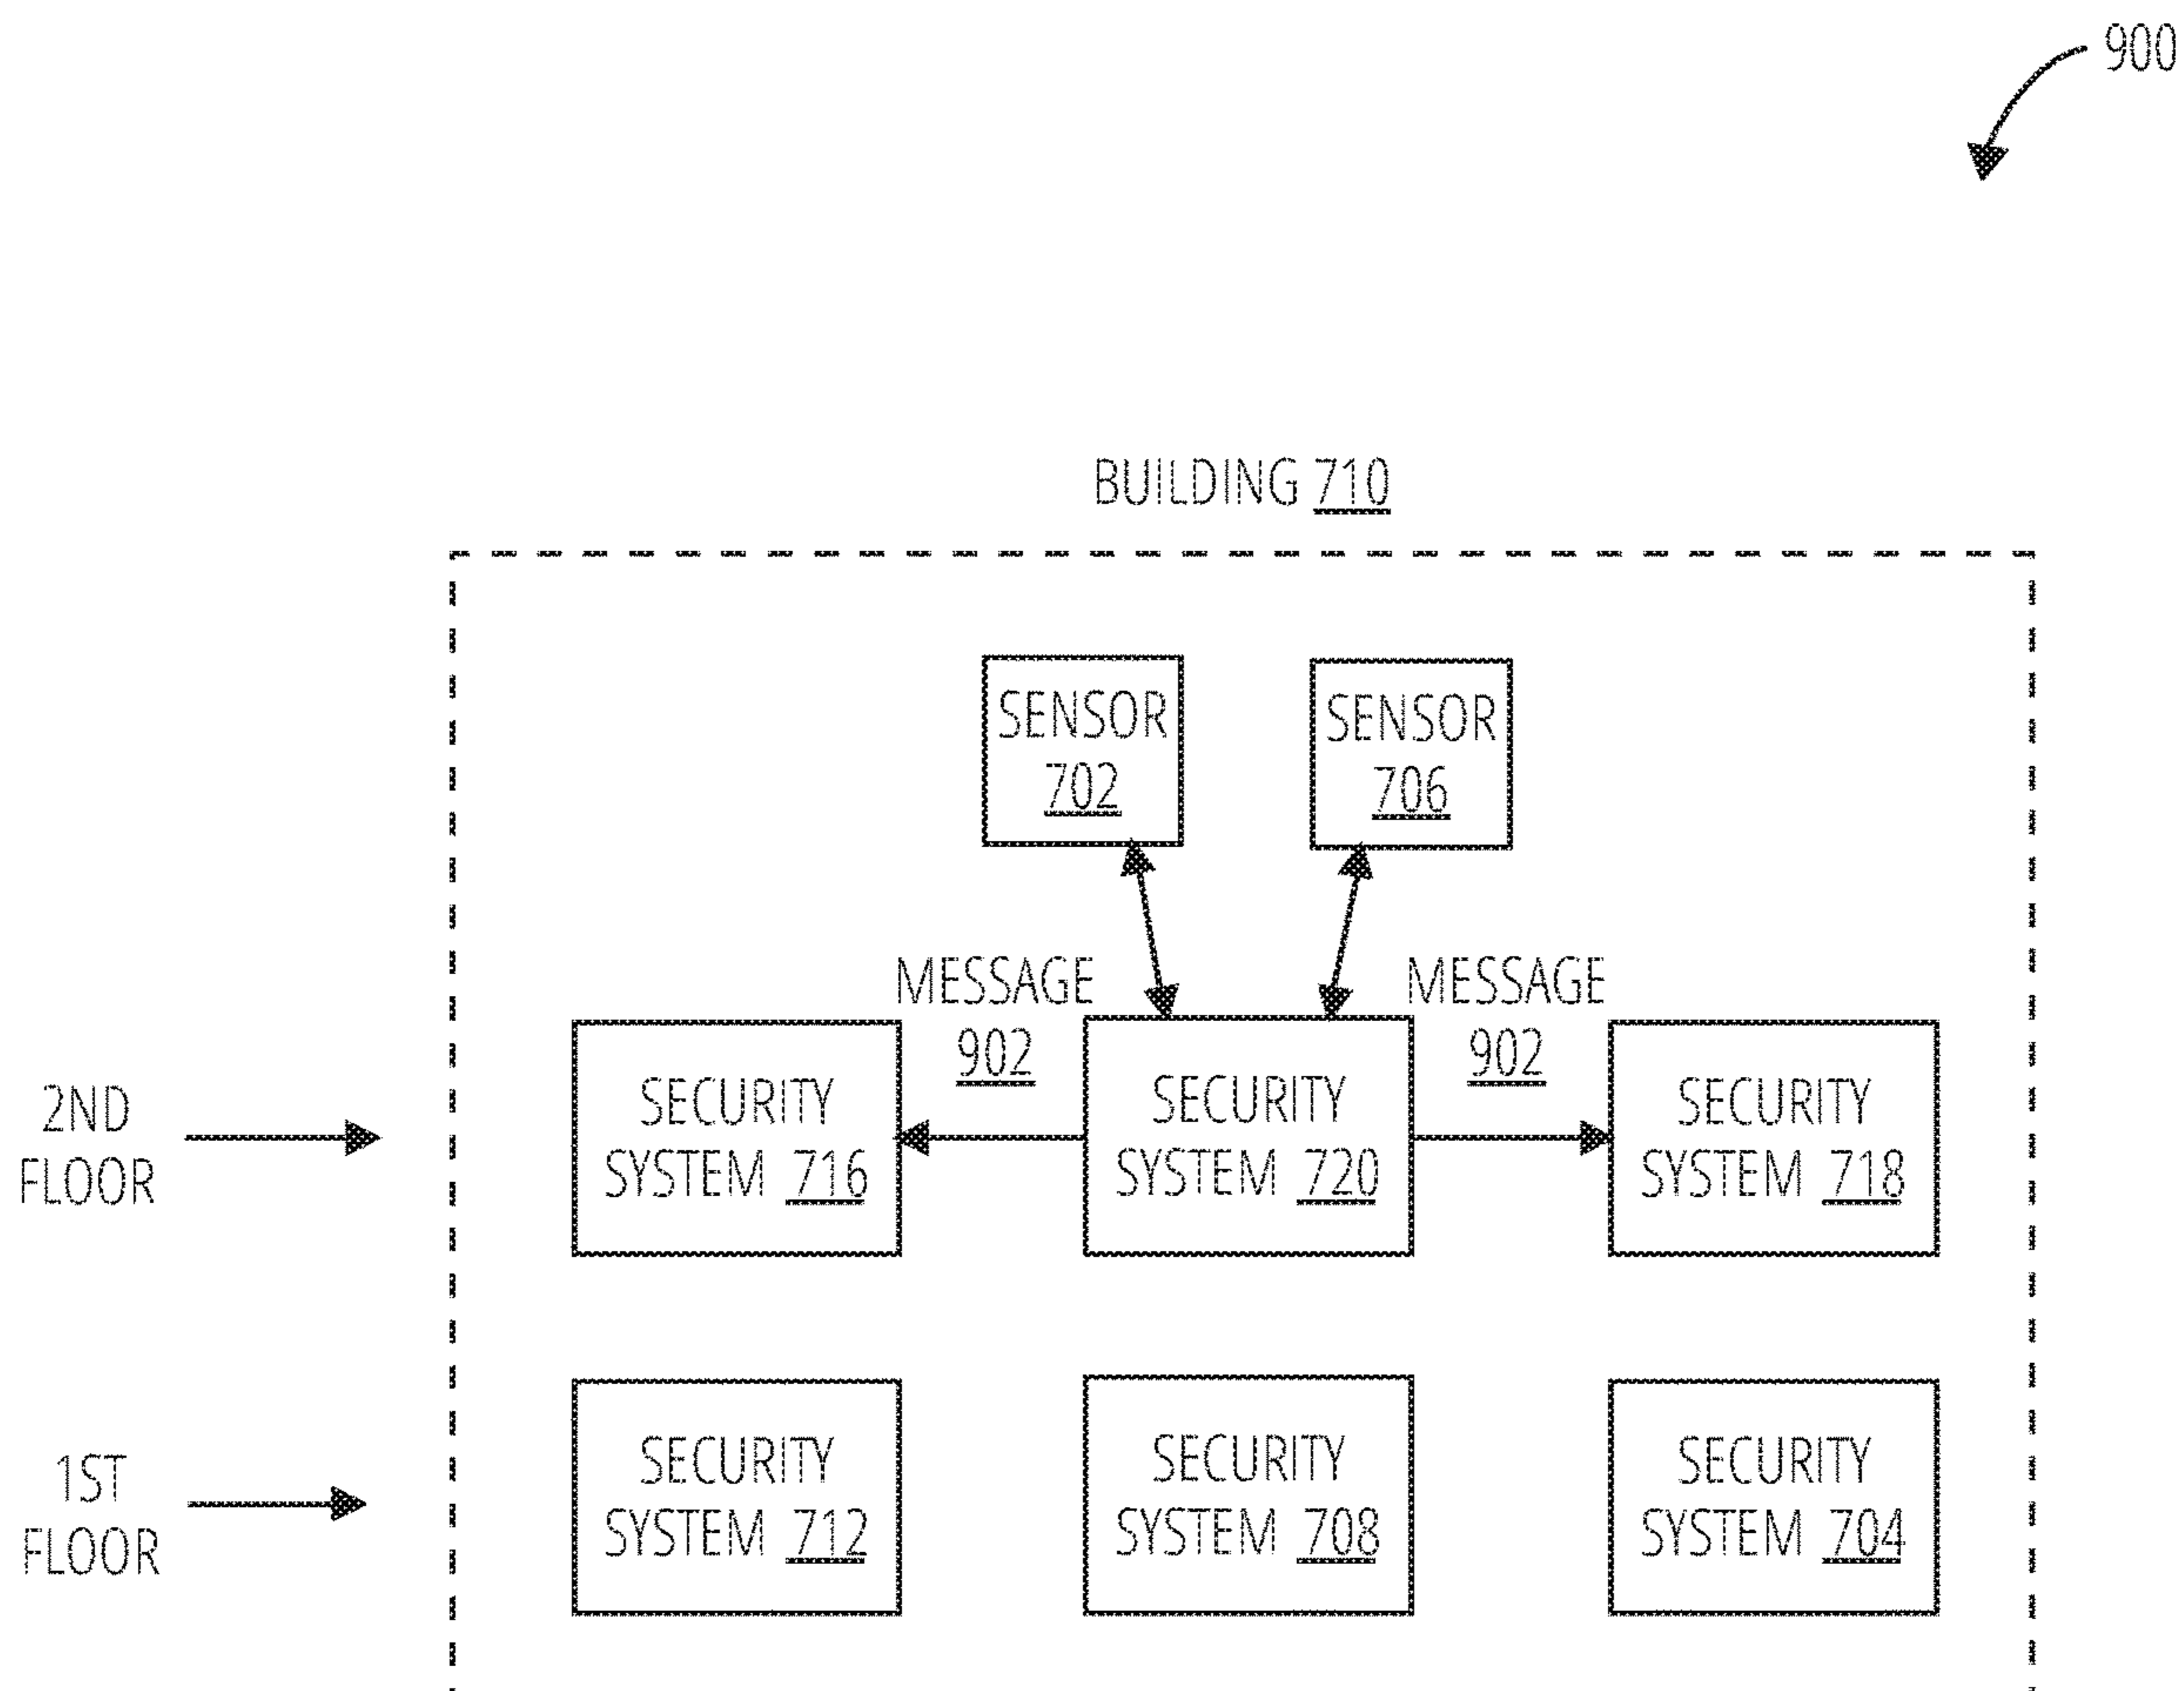 900
BUILDING 710
SENSOR
702
SENSOR
706
MESSAGE
902
MESSAGE
902
2ND
FLOOR
SECURITY
SYSTEM 716
SECURITY
SYSTEM 720
SECURITY
SYSTEM 718
1ST
FLOOR
SECURITY
SYSTEM 712
SECURITY
SYSTEM 708
SECURITY
SYSTEM 704